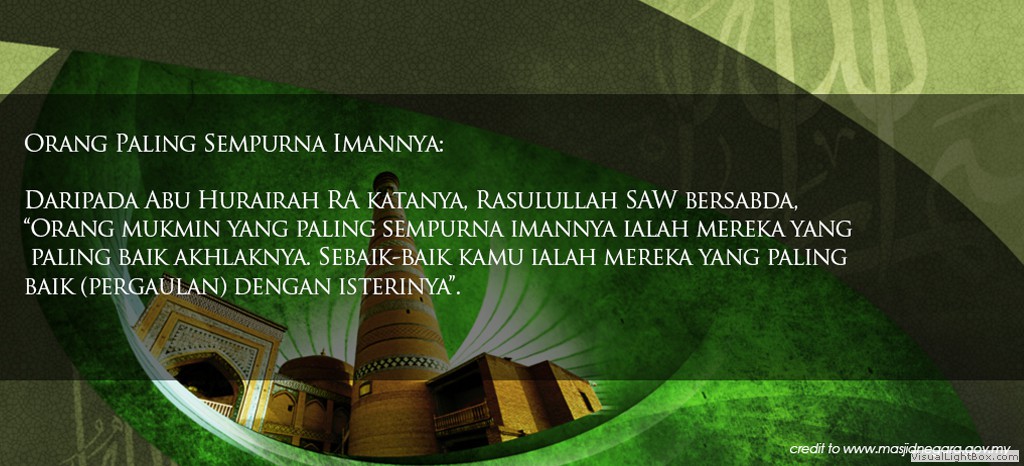 Orang Paling Sempurna Imannya:
Daripada Abu Hurairah RA katanya, Rasulullah SAW bersabda,
“Orang mukmin yang paling sempurna imannya ialah mereka yang
paling baik akhlaknya. Sebaik-baik kamu ialah mereka yang paling
baik (pergaulan) dengan isterinya”.
credit to www.masjidnegara.gov.my
VisualLightBox.com